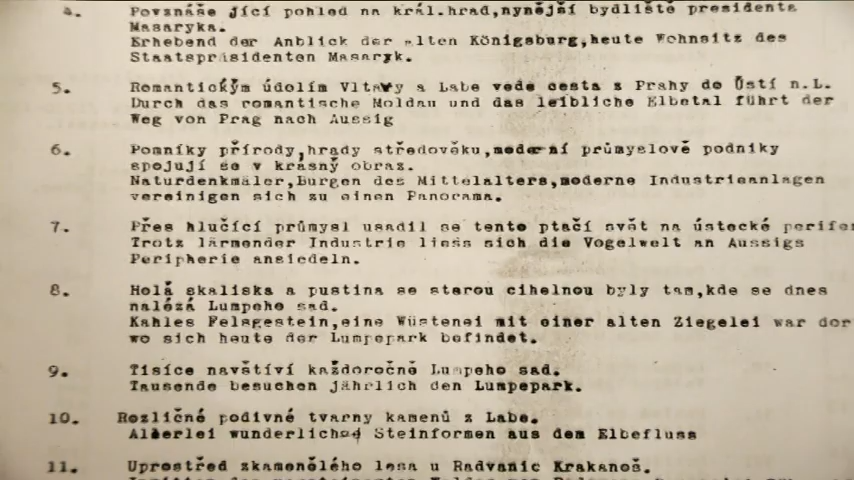 4. Povznáše jící pohled na král.hrad,nynější bydliště presidenta
Masaryka.
Erhebend der Anblick der alten Königsburg,heute Wohnsitz des
Staatspräsidenten Masaryk.
5. Romantickým údolím Vltavy a Labe vede cesta z Prahy do Ústí n.L.
Durch das romantische Moldau und das leibliche Elbetal führt der
Weg von Prag nach Aussig
6. Pomníky přírody,hrady středověku,moderní průmyslové podniky
spojují se v krásný obraz.
Naturdenkmäler,Burgen des Mittelalters,moderne Industrieanlagen
vereinigen sich zu einen Panorama.
7. Přes hlučící průmysl usadil se tento ptačí svět na ústecké perifer
Trotz lärmender Industrie liess sich die Vogelwelt an Aussigs
Peripherie ansiedeln.
8. Holá skaliska a pustina se starou cihelnou byly tam,kde se dnes
nalézá Lumpeho sad.
Kahles Felsgestein,eine Wüstenei mit einer alten Ziegelei war dor
wo sich heute der Lumpepark befindet.
9. Tisíce navštíví každoročně Lumpeho sad.
Tausende besuchen jährlich den Lumpepark.
10. Rozličné podivné tvarny kamenů z Labe.
Allerlei wunderliche Steinformen aus dem Elbefluss
11. Uprostřed zkamenělého lesa u Radvanic Krakanoš.